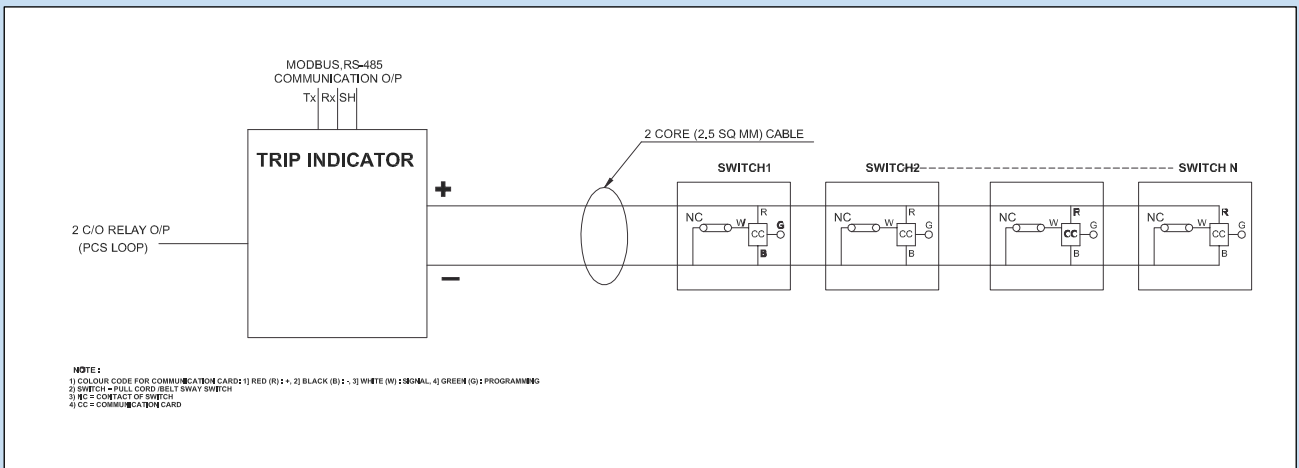 MODBUS,RS-485
COMMUNICATION O/P
Tx Rx SH
TRIP INDICATOR
+
−
2 C/O RELAY O/P
(PCS LOOP)
2 CORE (2.5 SQ MM) CABLE
SWITCH1 SWITCH2 SWITCH N
NC W R CC G B
NC W R CC G B
NC W R CC G B
NC W R CC G B
NOTE :
1) COLOUR CODE FOR COMMUNICATION CARD: 1] RED (R) : +, 2] BLACK (B) : -, 3] WHITE (W) : SIGNAL, 4] GREEN (G) : PROGRAMMING
2) SWITCH = PULL CORD /BELT SWAY SWITCH
3) NC = CONTACT OF SWITCH
4) CC = COMMUNICATION CARD